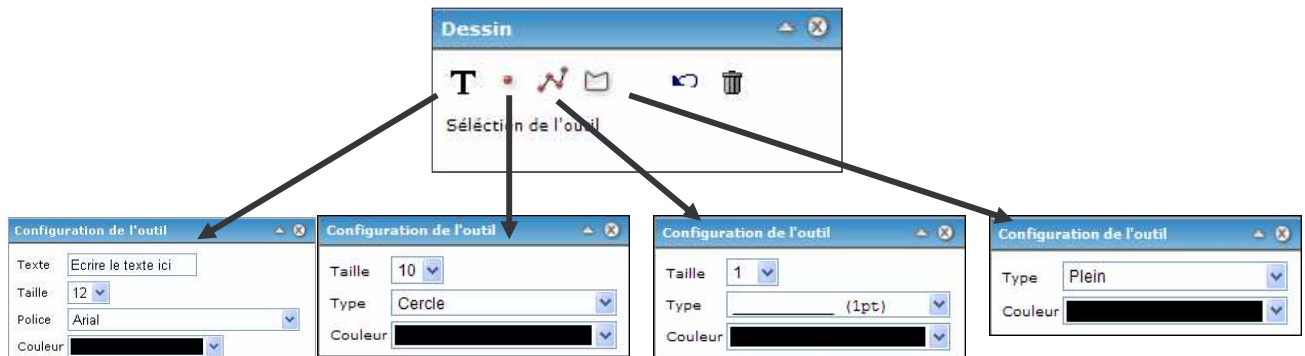 Dessin
T
Séléction de l'outil
Configuration de l'outil
Texte Ecrire le texte ici
Taille 12
Police Arial
Couleur
Configuration de l'outil
Taille 10
Type Cercle
Couleur
Configuration de l'outil
Taille 1
Type ____________ (1pt)
Couleur
Configuration de l'outil
Type Plein
Couleur